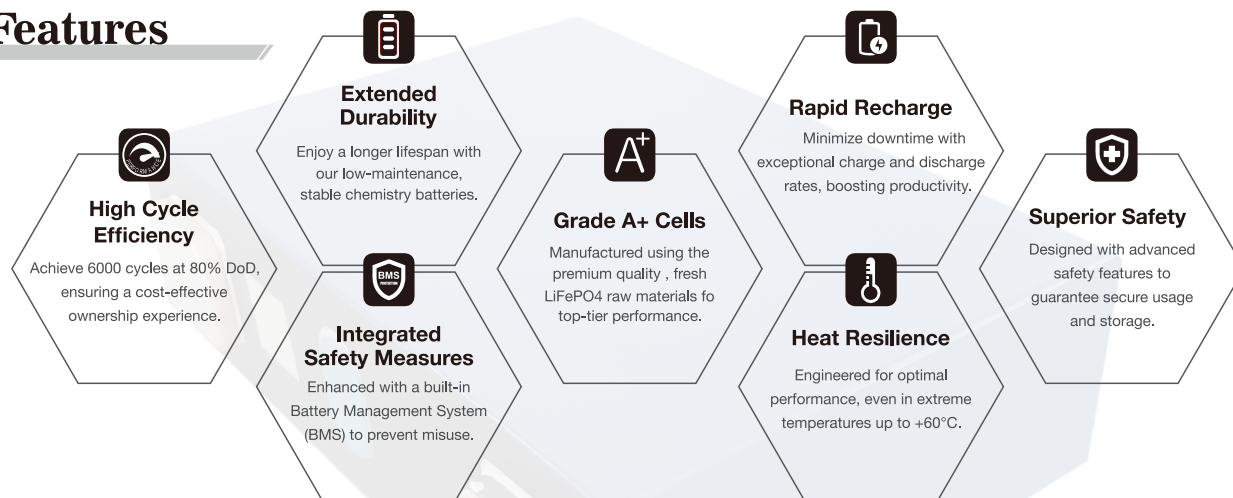 Features
High Cycle
Efficiency
Achieve 6000 cycles at 80% DoD,
ensuring a cost-effective
ownership experience.
Extended
Durability
Enjoy a longer lifespan with
our low-maintenance,
stable chemistry batteries.
BMS
PROTECTION
Integrated
Safety Measures
Enhanced with a built-in
Battery Management System
(BMS) to prevent misuse.
A+
Grade A+ Cells
Manufactured using the
premium quality , fresh
LiFePO4 raw materials fo
top-tier performance.
Rapid Recharge
Minimize downtime with
exceptional charge and discharge
rates, boosting productivity.
Heat Resilience
Engineered for optimal
performance, even in extreme
temperatures up to +60°C.
Superior Safety
Designed with advanced
safety features to
guarantee secure usage
and storage.